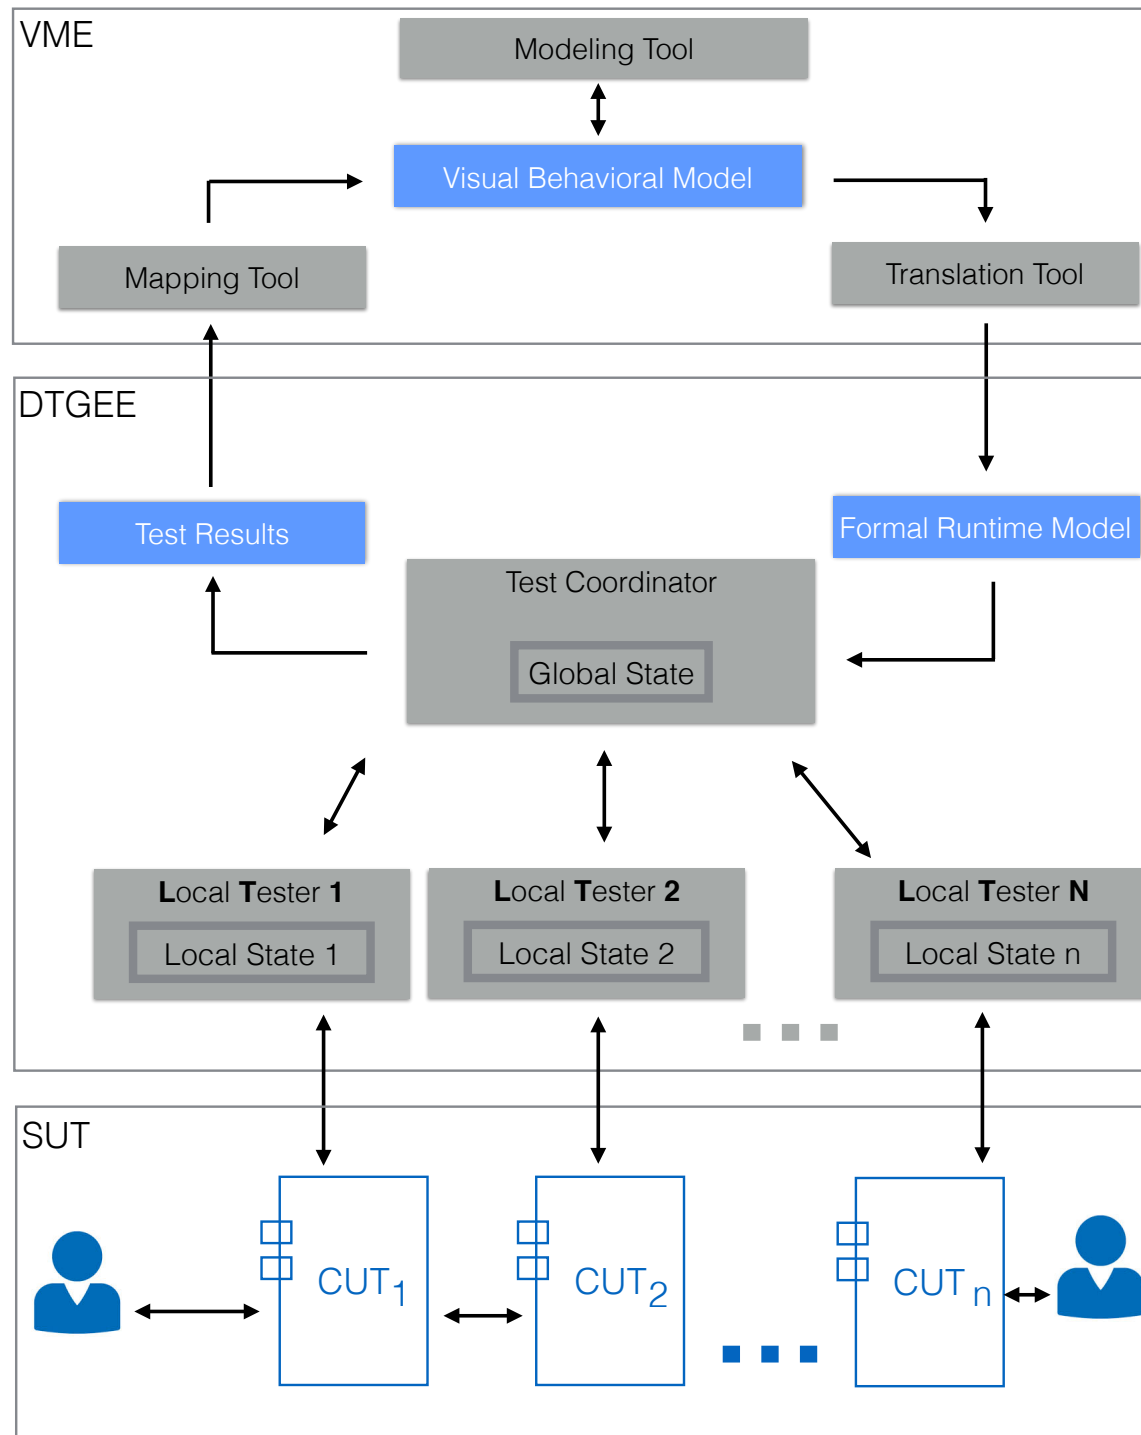 VME
Modeling Tool
Visual Behavioral Model
Mapping Tool
Translation Tool
DTGEE
Test Results
Formal Runtime Model
Test Coordinator
Global State
Local Tester 1
Local State 1
Local Tester 2
Local State 2
Local Tester N
Local State n
SUT
CUT1
CUT2
CUT n